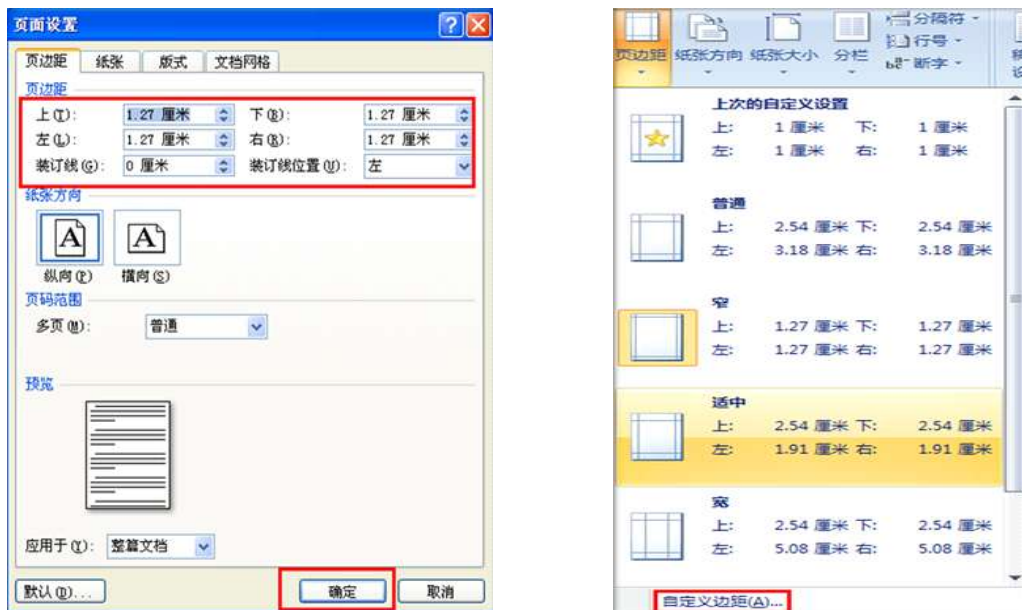 页面设置
页边距 纸张 版式 文档网格
页边距
上(T): 1.27 厘米 下(B): 1.27 厘米
左(L): 1.27 厘米 右(R): 1.27 厘米
装订线(G): 0 厘米 装订线位置(U): 左
纸张方向
A A
纵向(P) 横向(S)
页码范围
多页(M): 普通
预览
应用于(Y): 整篇文档
默认(D)... 确定 取消
分隔符
行号
页边距 纸张方向 纸张大小 分栏
断字
上次的自定义设置
上: 1 厘米 下: 1 厘米
左: 1 厘米 右: 1 厘米
普通
上: 2.54 厘米 下: 2.54 厘米
左: 3.18 厘米 右: 3.18 厘米
窄
上: 1.27 厘米 下: 1.27 厘米
左: 1.27 厘米 右: 1.27 厘米
适中
上: 2.54 厘米 下: 2.54 厘米
左: 1.91 厘米 右: 1.91 厘米
宽
上: 2.54 厘米 下: 2.54 厘米
左: 5.08 厘米 右: 5.08 厘米
自定义边距(A)...